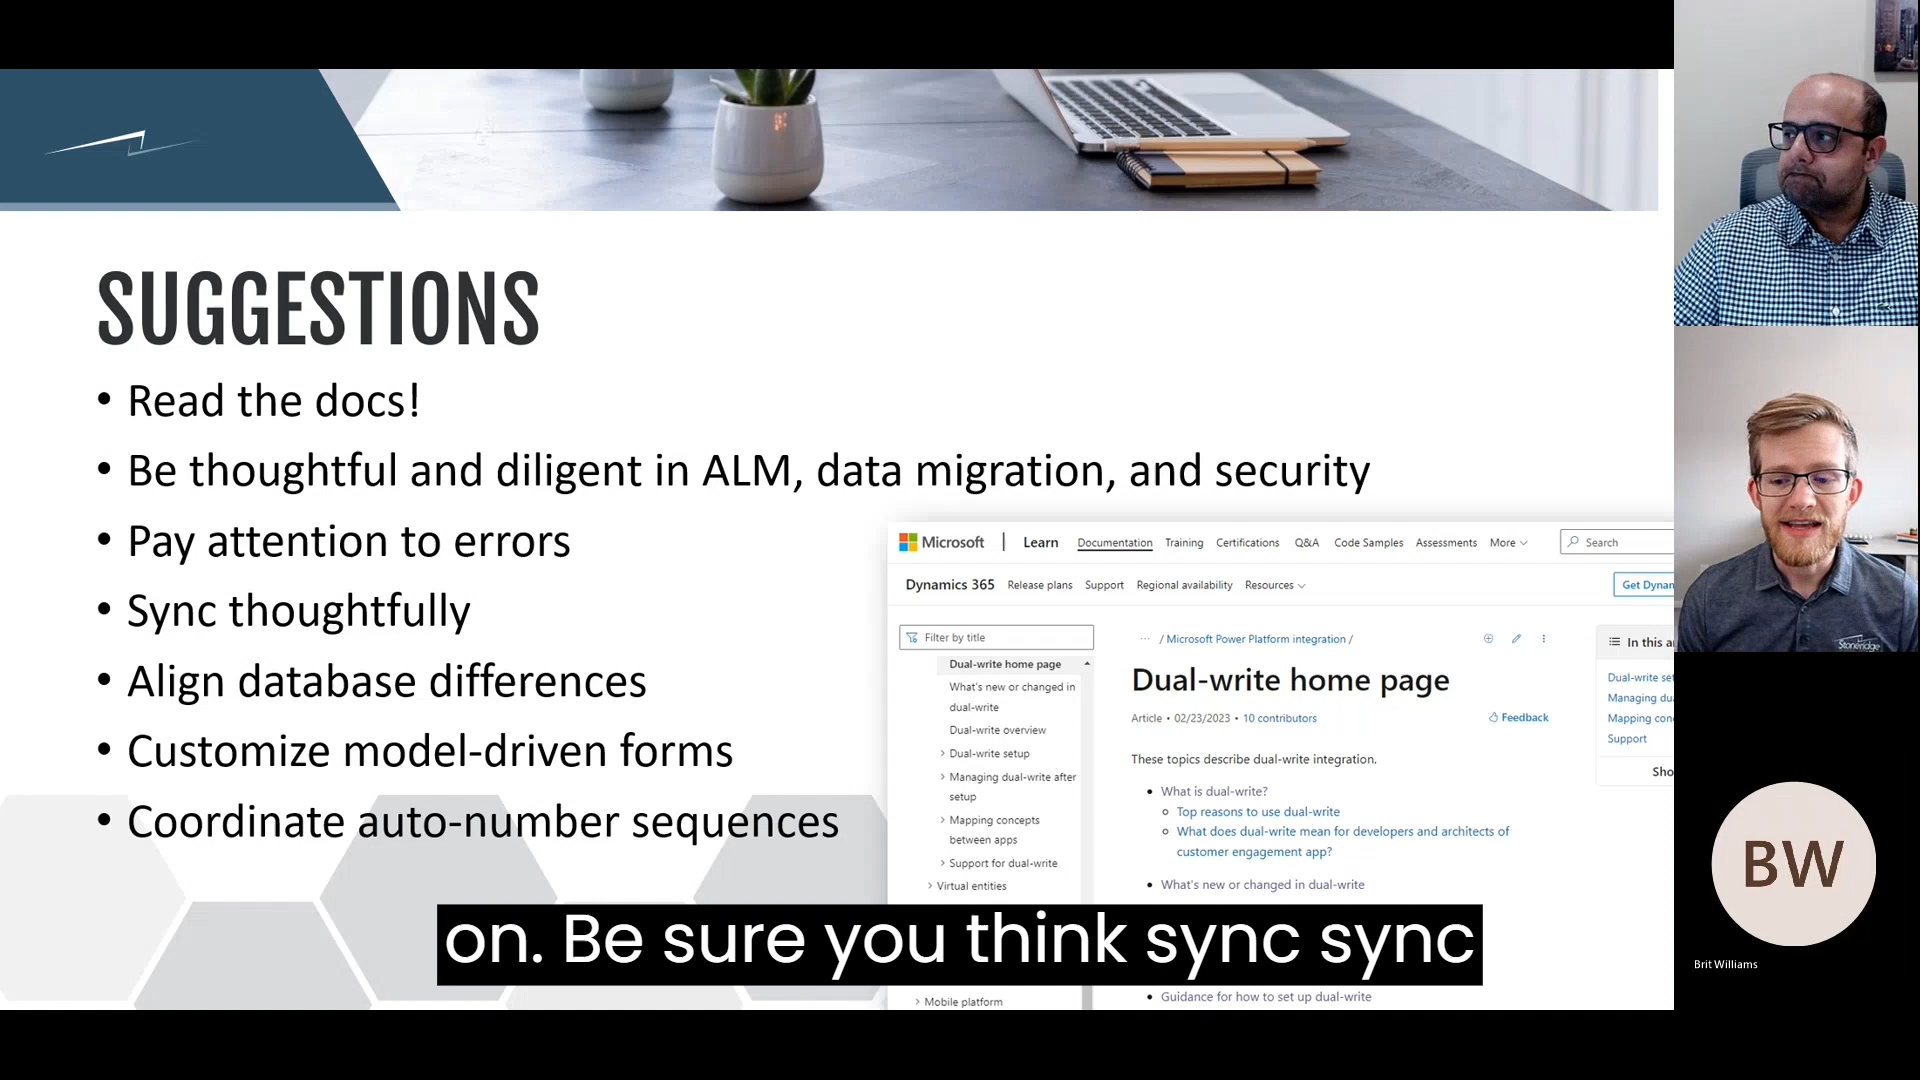 SUGGESTIONS
• Read the docs!
• Be thoughtful and diligent in ALM, data migration, and security
• Pay attention to errors
• Sync thoughtfully
• Align database differences
• Customize model-driven forms
• Coordinate auto-number sequences
Microsoft | Learn Documentation Training Certifications Q&A Code Samples Assessments More Search
Dynamics 365 Release plans Support Regional availability Resources Get Dynan
Filter by title
Dual-write home page
What's new or changed in
dual-write
Dual-write overview
Dual-write setup
Managing dual-write after
setup
Mapping concepts
between apps
Support for dual-write
Virtual entities
Mobile platform
··· / Microsoft Power Platform integration /
Dual-write home page
Article • 02/23/2023 • 10 contributors
Feedback
These topics describe dual-write integration.
• What is dual-write?
Top reasons to use dual-write
What does dual-write mean for developers and architects of
customer engagement app?
• What's new or changed in dual-write
• Guidance for how to set up dual-write
In this a
Dual-write set
Managing du
Mapping con
Support
Sho
on. Be sure you think sync sync
Stoneridge
BW
Brit Williams